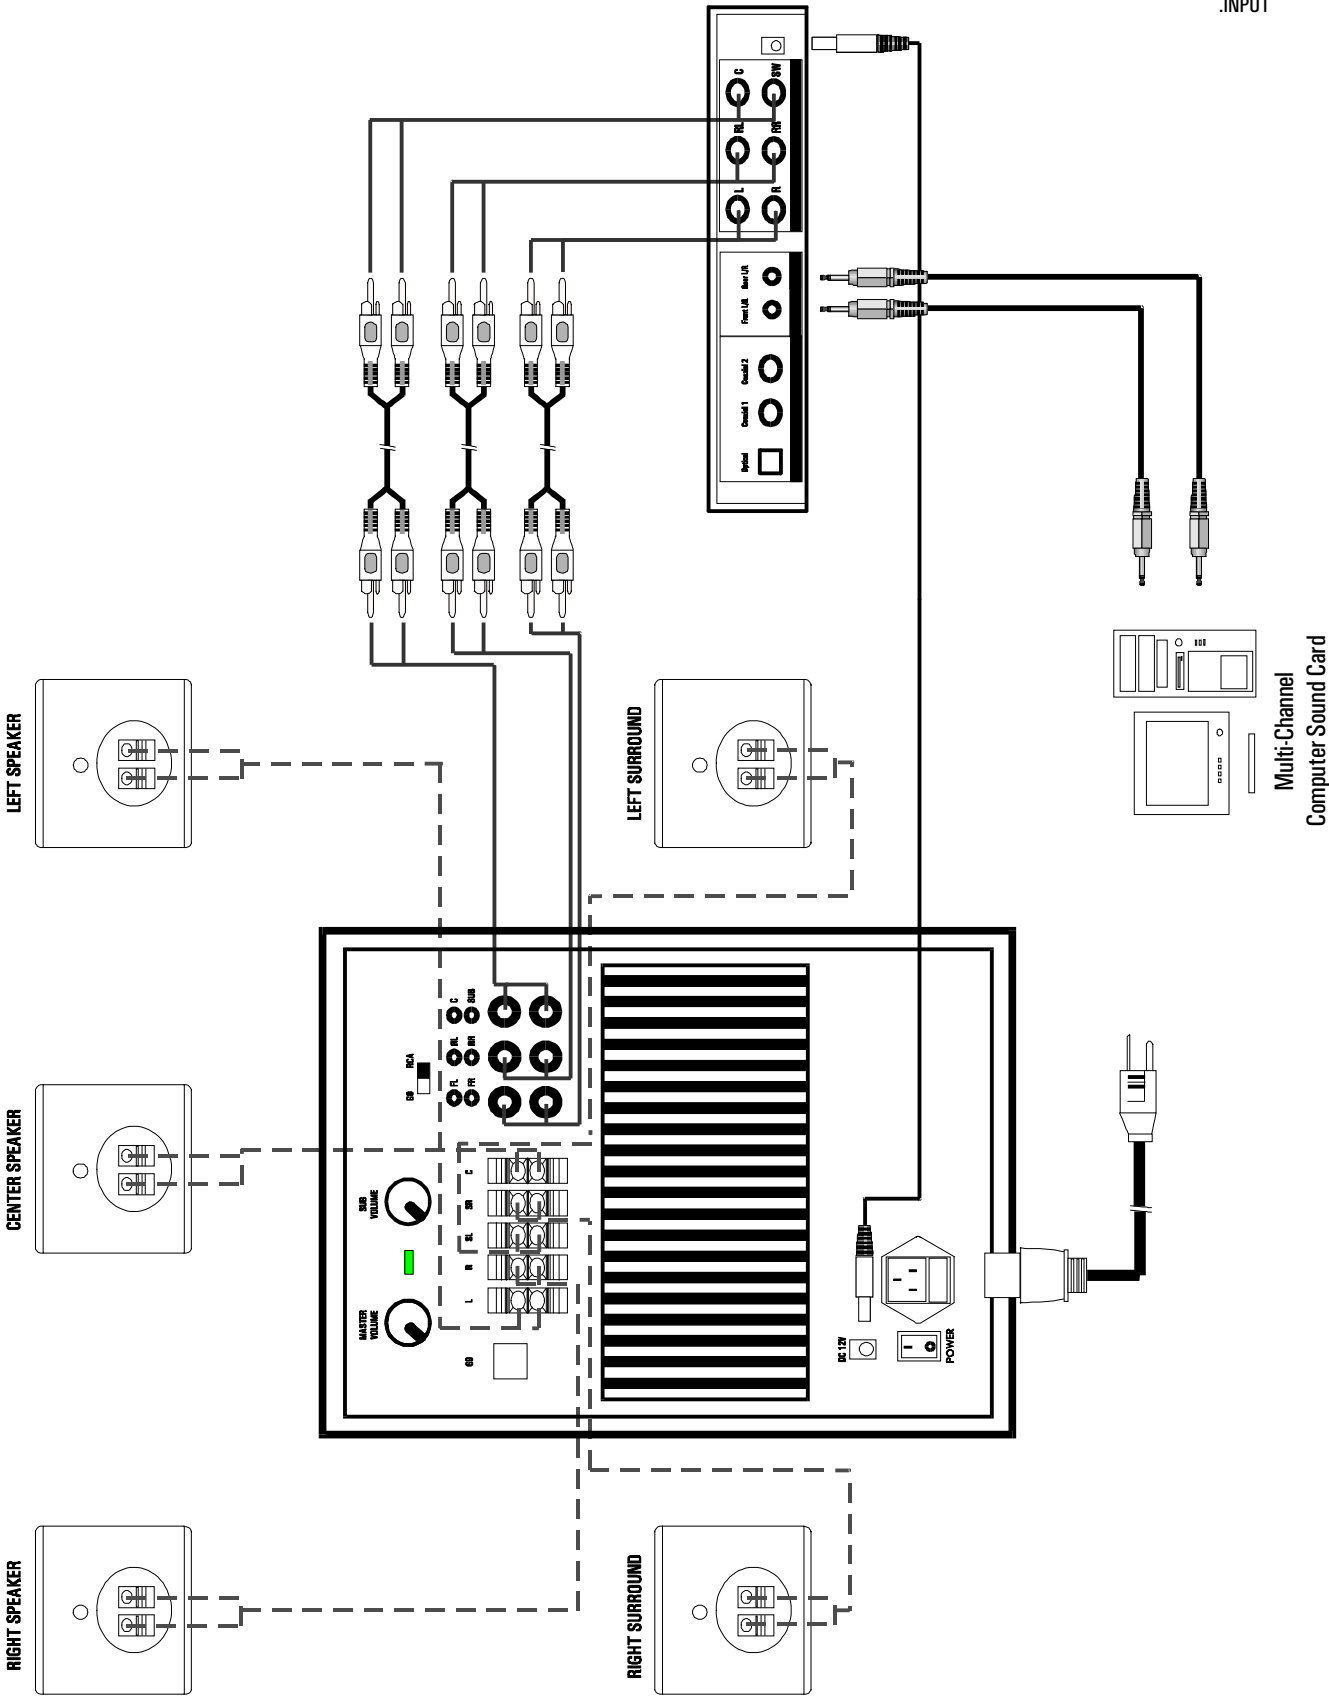 .INPUT
C
SW
RL
RR
L
R
Rear L/R
Front L/R
Coaxial 2
Coaxial 1
Optical
LEFT SPEAKER
LEFT SURROUND
Multi-Channel
Computer Sound Card
CENTER SPEAKER
C
SUB
RL
RR
FL
FR
RCA
SUB
VOLUME
MASTER
VOLUME
C
SR
SL
R
L
DC 12V
POWER
RIGHT SPEAKER
RIGHT SURROUND